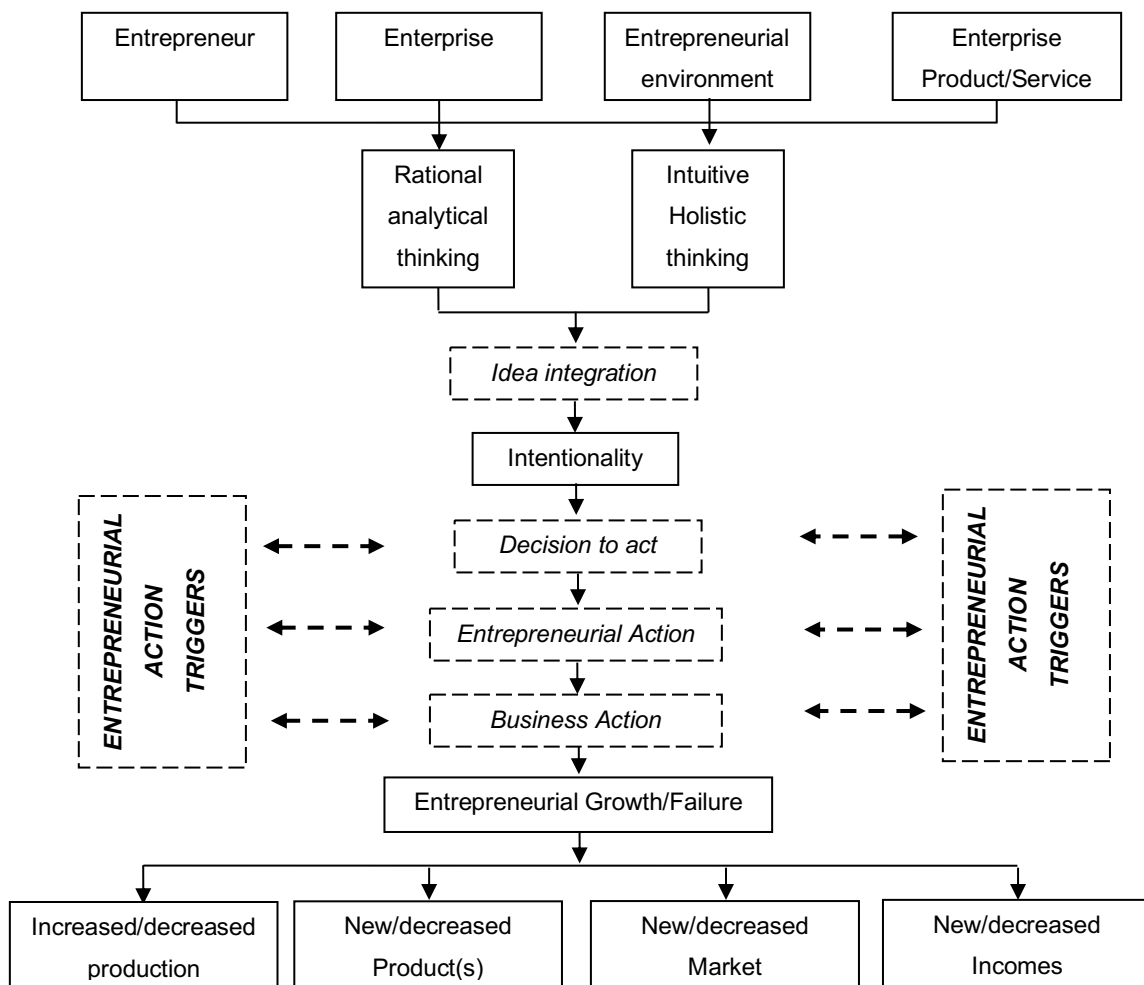 Entrepreneur
Enterprise
Entrepreneurial
environment
Enterprise
Product/Service
Rational
analytical
thinking
Intuitive
Holistic
thinking
Idea integration
Intentionality
ENTREPRENEURIAL
ACTION
TRIGGERS
Decision to act
Entrepreneurial Action
Business Action
ENTREPRENEURIAL
ACTION
TRIGGERS
Entrepreneurial Growth/Failure
Increased/decreased
production
New/decreased
Product(s)
New/decreased
Market
New/decreased
Incomes